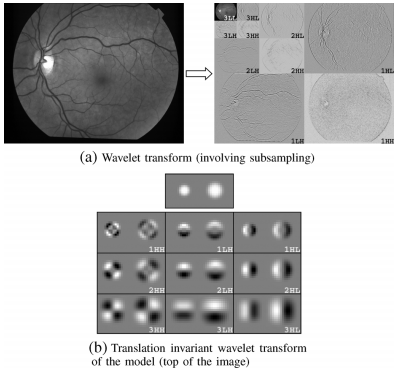 3LL
3HL
3LH
3HH
2HL
2LH
2HH
1HL
1LH
1HH
(a) Wavelet transform (involving subsampling)
1HH
1LH
1HL
2HH
2LH
2HL
3HH
3LH
3HL
(b) Translation invariant wavelet transform
of the model (top of the image)